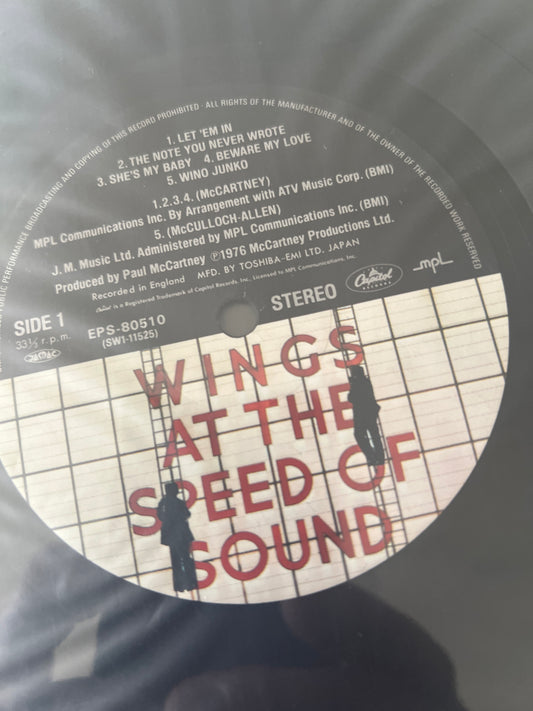 PUBLIC PERFORMANCE BROADCASTING AND COPYING OF THIS RECORD PROHIBITED · ALL RIGHTS OF THE MANUFACTURER AND OF THE OWNER OF THE RECORDED WORK RESERVED
1. LET 'EM IN
2. THE NOTE YOU NEVER WROTE
3. SHE'S MY BABY 4. BEWARE MY LOVE
5. WINO JUNKO
1.2.3.4. (McCARTNEY)
MPL Communications Inc. By Arrangement with ATV Music Corp. (BMI)
5. (McCULLOCH-ALLEN)
J. M. Music Ltd. Administered by MPL Communications Inc. (BMI)
Produced by Paul McCartney ℗1976 McCartney Productions Ltd.
Recorded in England MFD. BY TOSHIBA-EMI LTD. JAPAN
Capitol is a Registered Trademark of Capitol Records, Inc., Licensed to MPL Communications, Inc.
SIDE 1
33⅓ r.p.m.
EPS-80510
(SW1-11525)
STEREO
Capitol
RECORDS
mpl
WINGS
AT THE
SPEED OF
SOUND